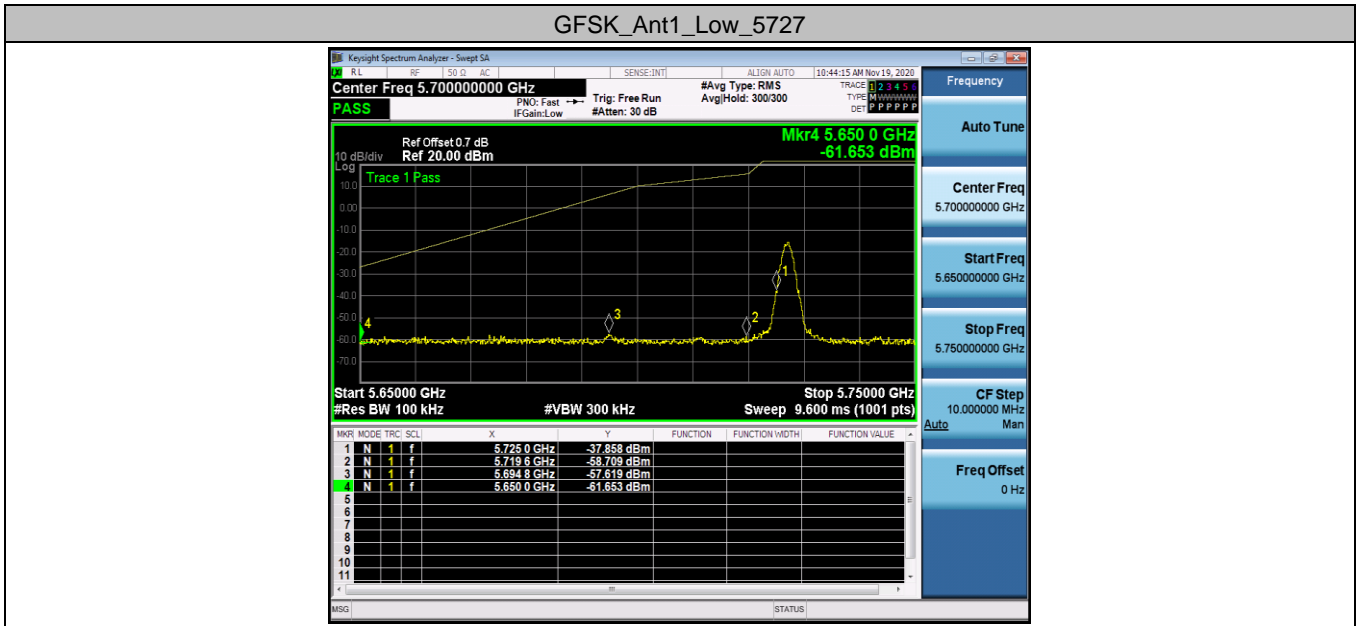 GFSK_Ant1_Low_5727
Keysight Spectrum Analyzer - Swept SA
RL RF 50 Ω AC SENSE:INT ALIGN AUTO 10:44:15 AM Nov 19, 2020
Center Freq 5.700000000 GHz
PASS
PNO: Fast
IFGain:Low
Trig: Free Run
#Atten: 30 dB
#Avg Type: RMS
Avg|Hold: 300/300
TRACE 1 2 3 4 5 6
TYPE M WWWWW
DET P P P P P P
Ref Offset 0.7 dB
10 dB/div Ref 20.00 dBm
Log
Mkr4 5.650 0 GHz
-61.653 dBm
Trace 1 Pass
10.0
0.00
-10.0
-20.0
-30.0
-40.0
-50.0
-60.0
-70.0
1
2
3
4
Start 5.65000 GHz Stop 5.75000 GHz
#Res BW 100 kHz #VBW 300 kHz Sweep 9.600 ms (1001 pts)
MKR MODE TRC SCL X Y FUNCTION FUNCTION WIDTH FUNCTION VALUE
1 N 1 f 5.725 0 GHz -37.858 dBm
2 N 1 f 5.719 6 GHz -58.709 dBm
3 N 1 f 5.694 8 GHz -57.619 dBm
4 N 1 f 5.650 0 GHz -61.653 dBm
5
6
7
8
9
10
11
MSG STATUS
Frequency
Auto Tune
Center Freq
5.700000000 GHz
Start Freq
5.650000000 GHz
Stop Freq
5.750000000 GHz
CF Step
10.000000 MHz
Auto Man
Freq Offset
0 Hz